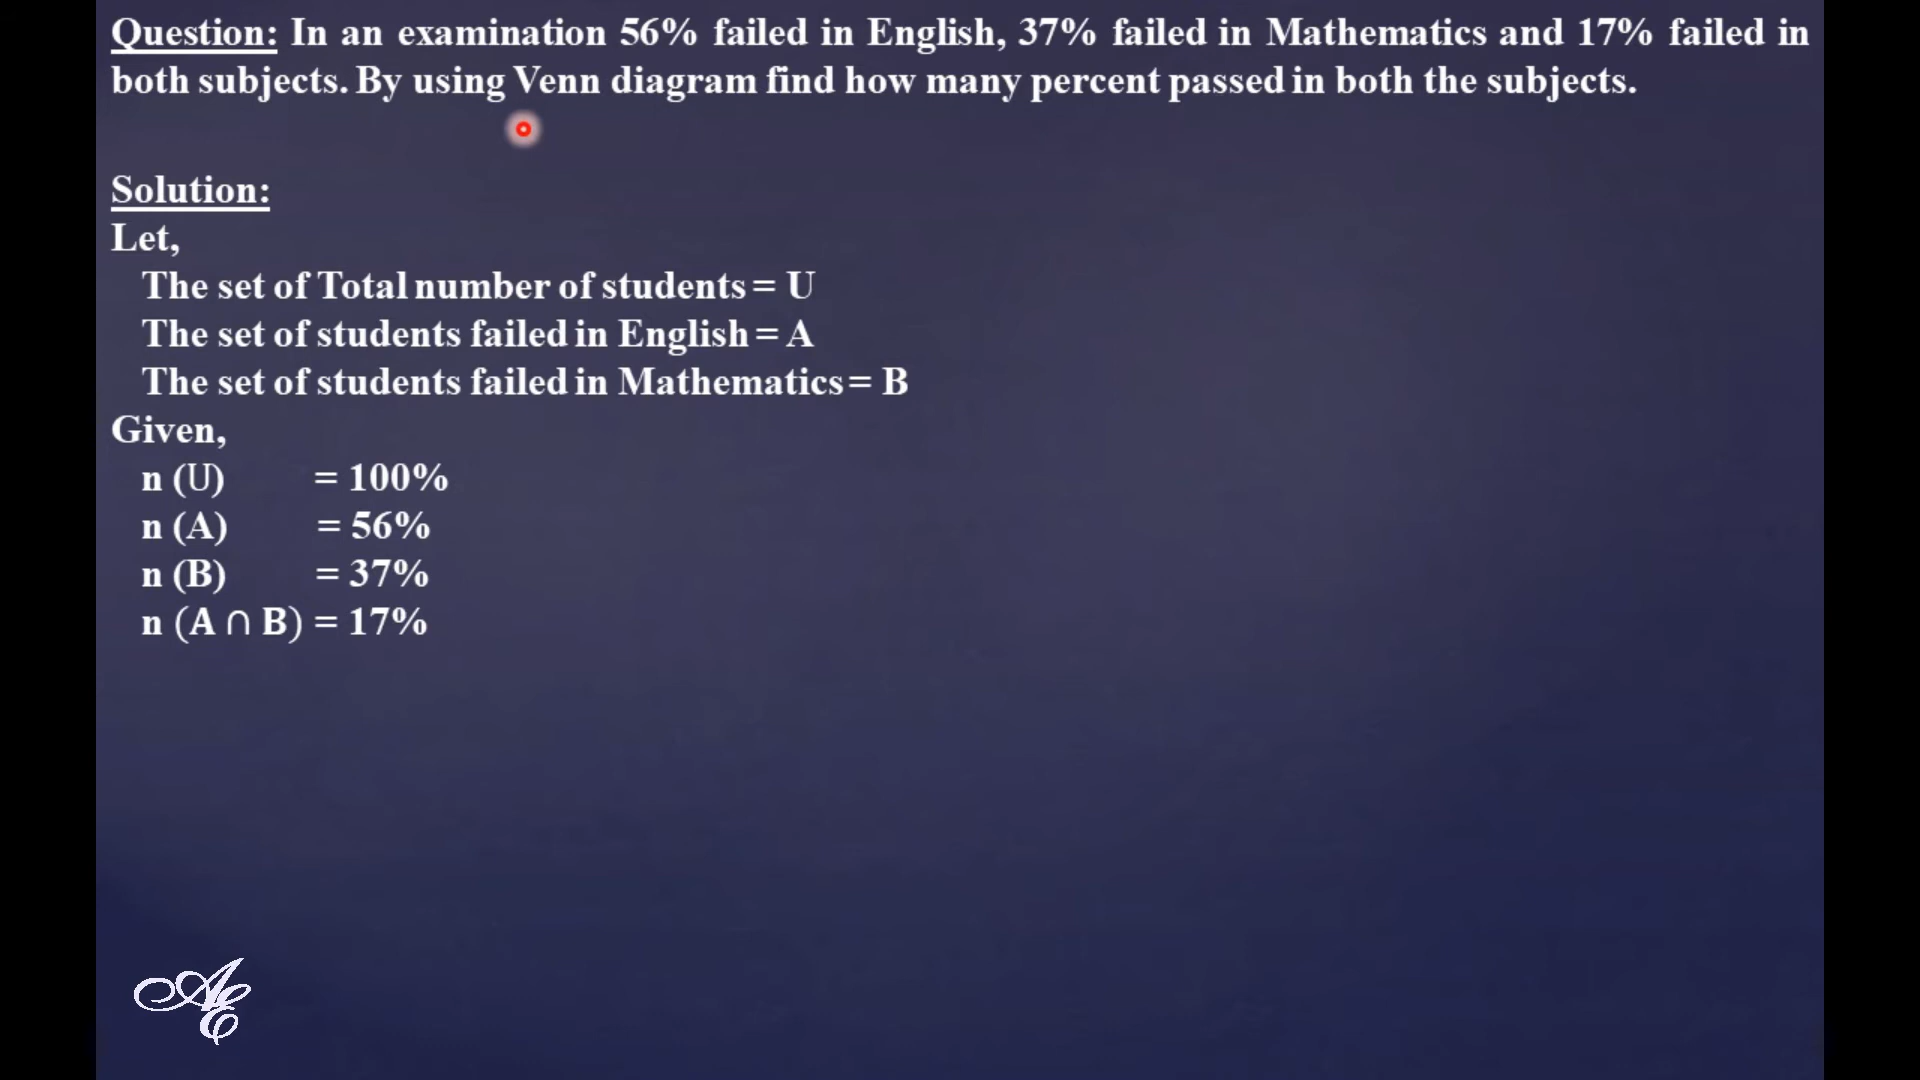 Question: In an examination 56% failed in English, 37% failed in Mathematics and 17% failed in
both subjects. By using Venn diagram find how many percent passed in both the subjects.
Solution:
Let,
The set of Total number of students = U
The set of students failed in English = A
The set of students failed in Mathematics = B
Given,
n (U) = 100%
n (A) = 56%
n (B) = 37%
n (A ∩ B) = 17%
AE